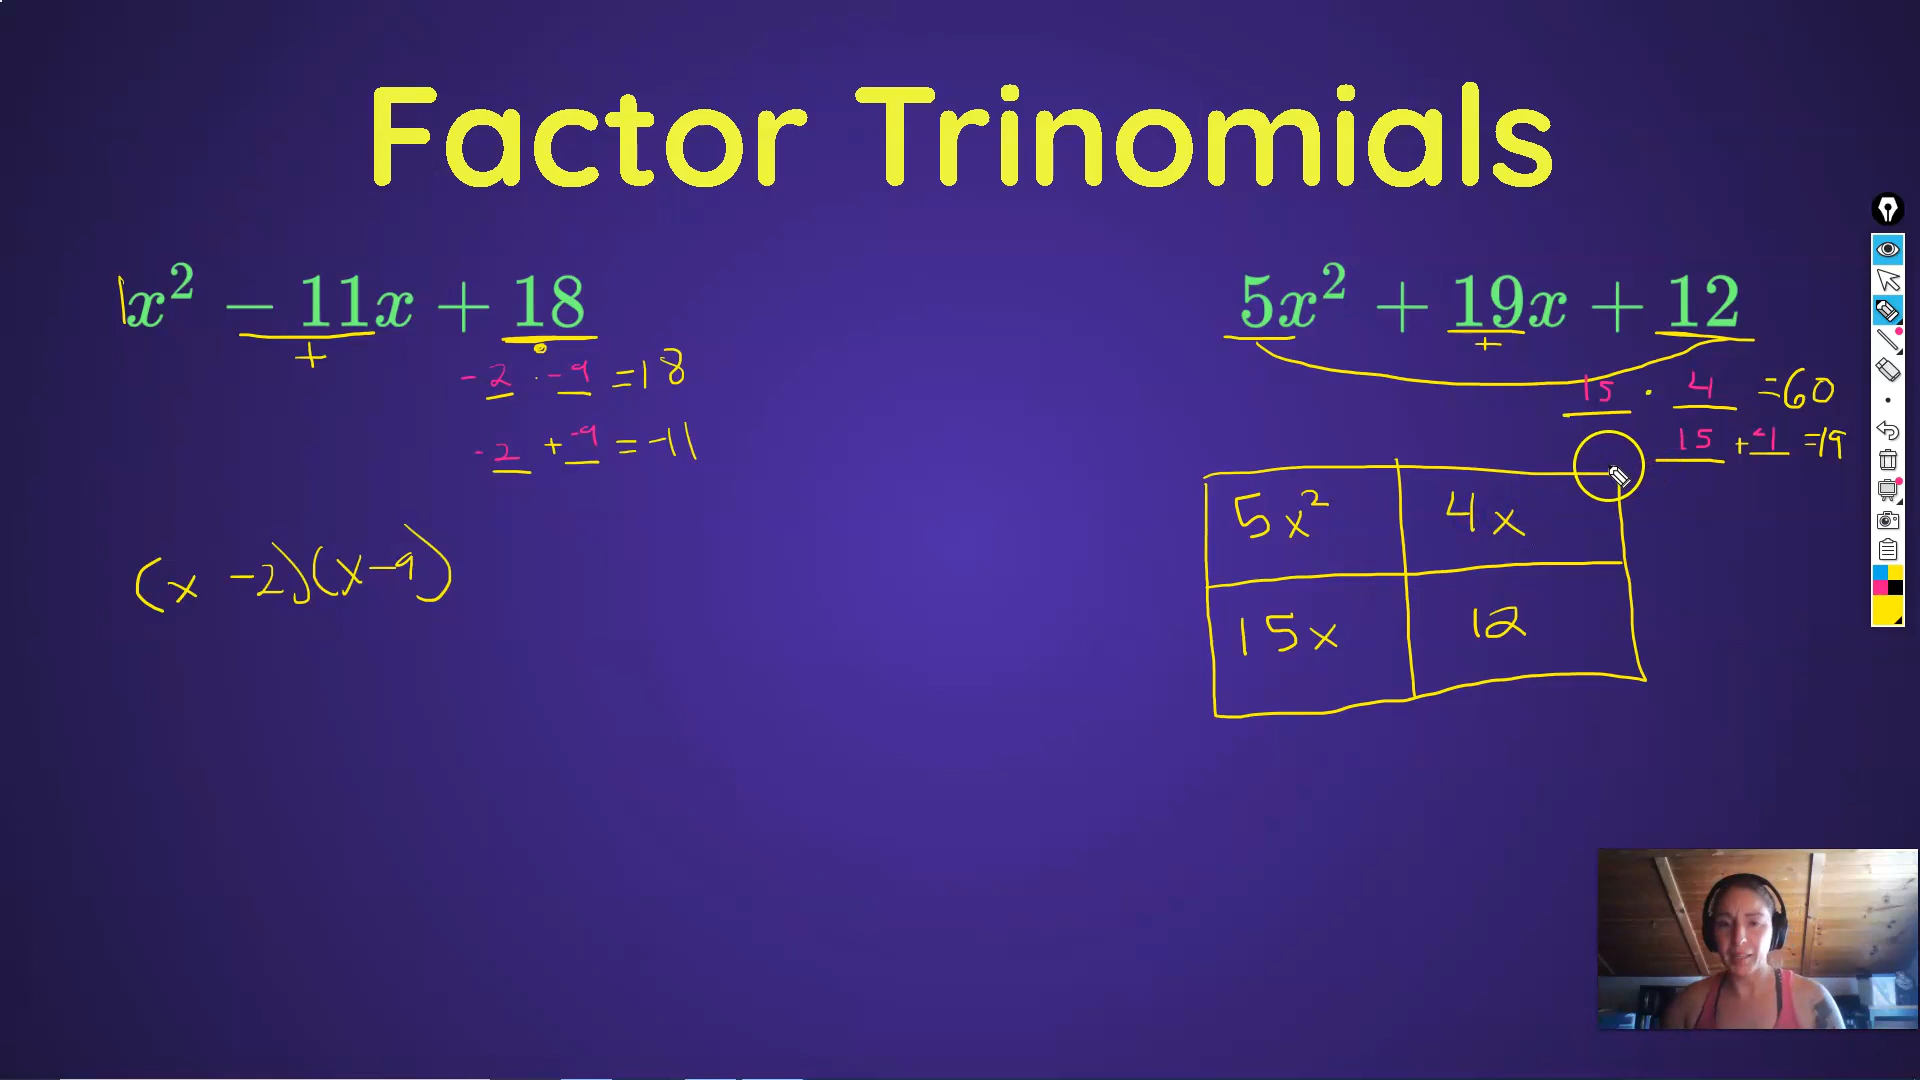 Factor Trinomials
1x² − 11x + 18
+
-2 · -9 = 18
-2 + -9 = -11
(x -2)(x-9)
5x² + 19x + 12
+
15 · 4 = 60
15 + 4 = 19
5x² 4x
15x 12